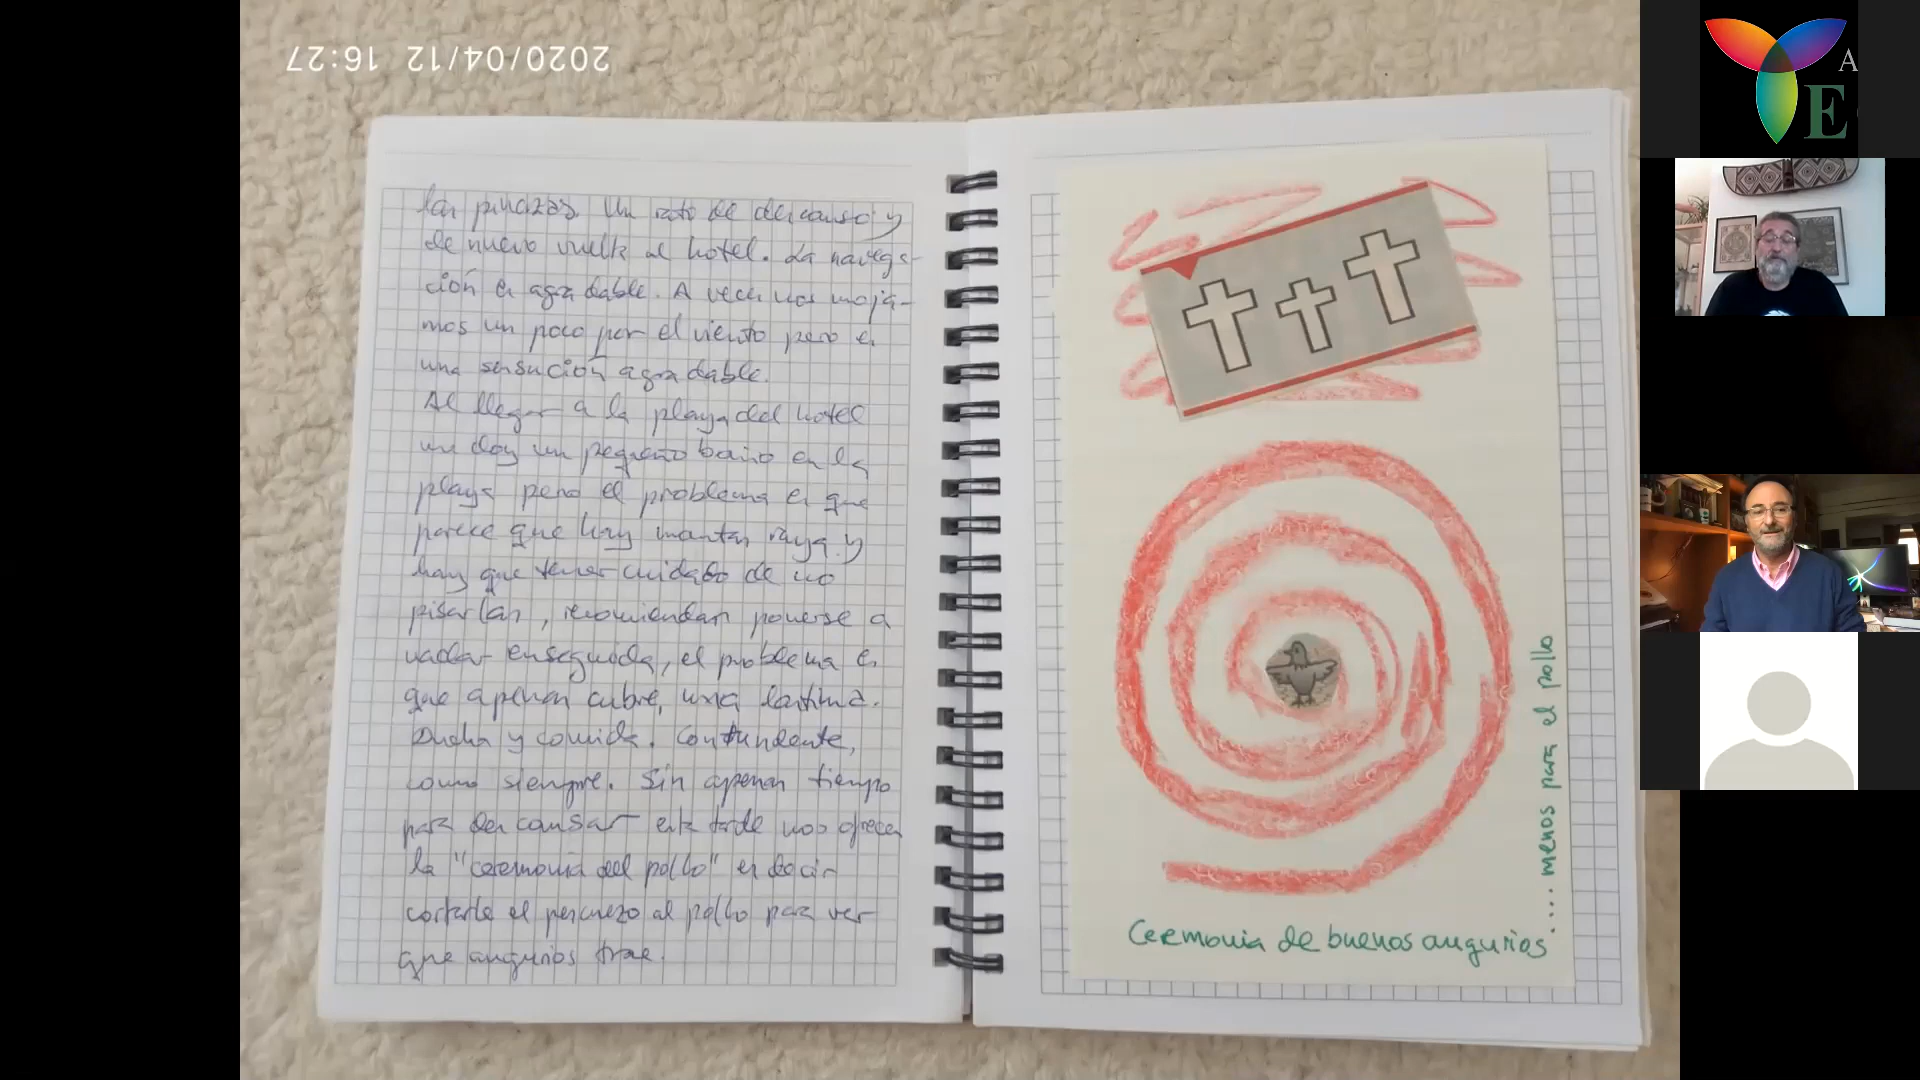 2020/04/12 16:27
las pinazas. Un rato de descanso y
de nuevo vuelta al hotel. La navega-
ción es agradable. A veces nos moja-
mos un poco por el viento pero es
una sensación agradable.
Al llegar a la playa del hotel
me doy un pequeño baño en la
playa pero el problema es que
parece que hay mantas raya y
hay que tener cuidado de no
pisarlas, recomiendan ponerse a
nadar enseguida, el problema es
que apenas cubre, una lástima.
Ducha y comida. Contundente,
como siempre. Sin apenas tiempo
para descansar esta tarde nos ofrecen
la "ceremonia del pollo" es decir
cortarle el pescuezo al pollo para ver
que augurios trae.
Ceremonia de buenos augurios
.... menos para el pollo
A
E